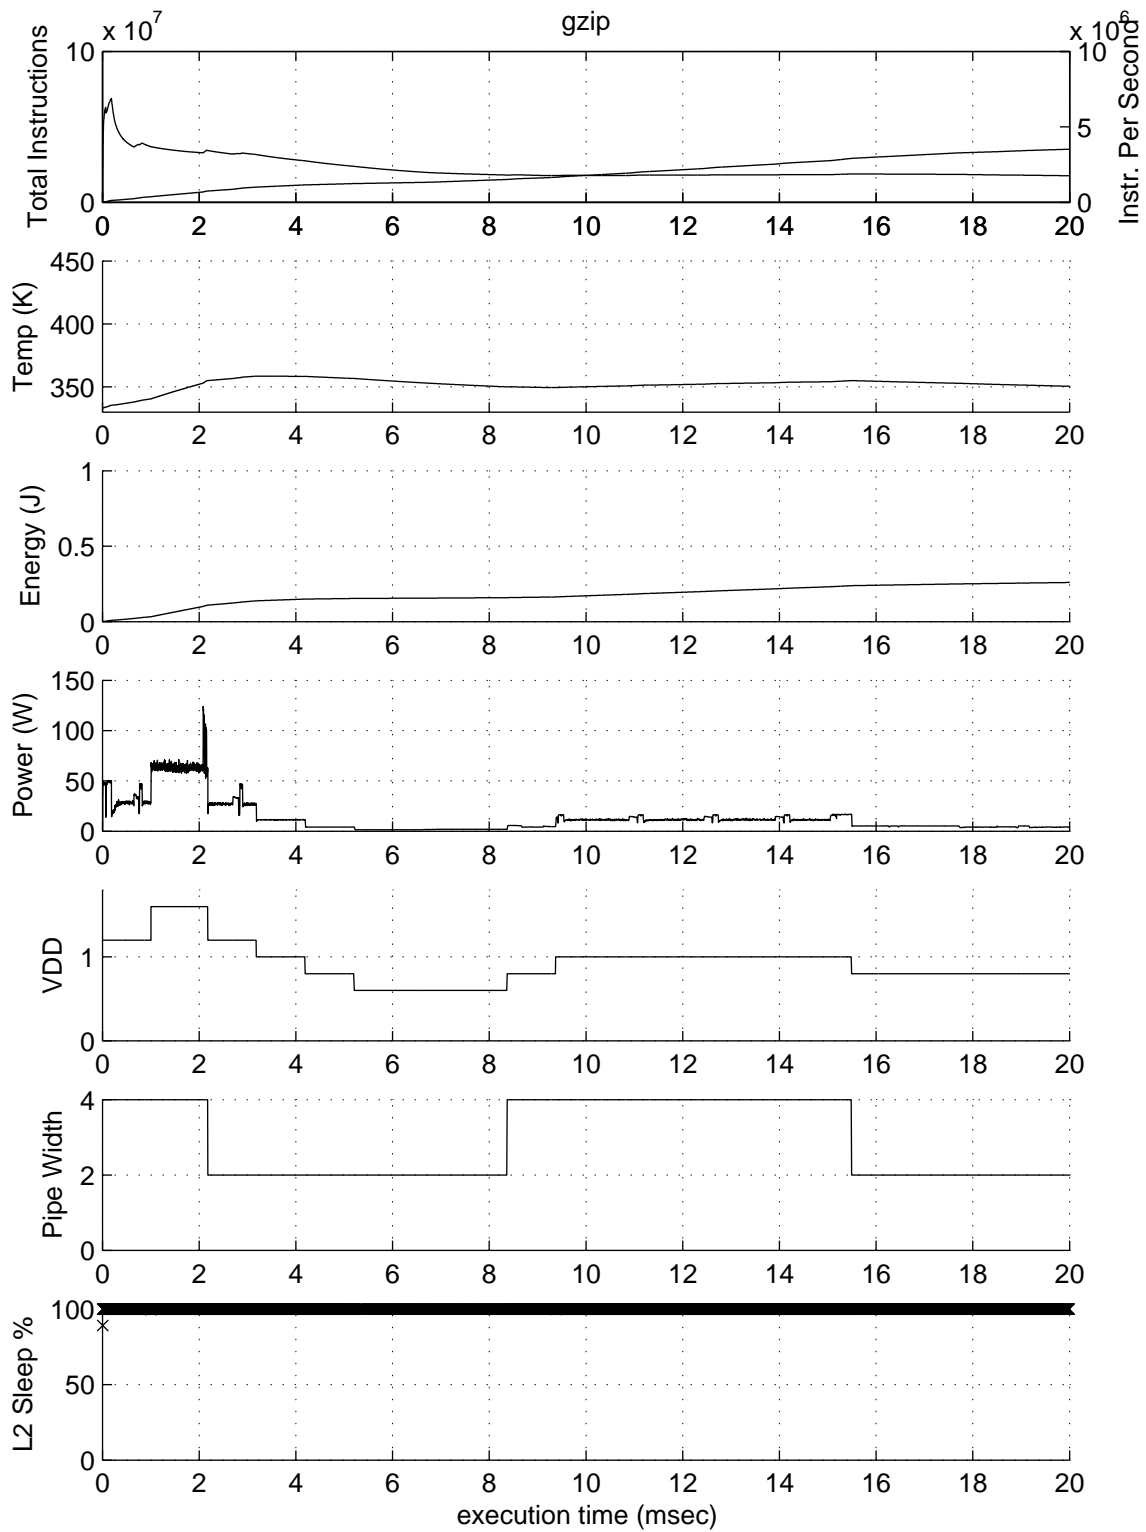 gzip
x 10^7
x 10^6
Total Instructions
Instr. Per Second
10
5
0
10
5
0
0 2 4 6 8 10 12 14 16 18 20
Temp (K)
450
400
350
0 2 4 6 8 10 12 14 16 18 20
Energy (J)
1
0.5
0
0 2 4 6 8 10 12 14 16 18 20
Power (W)
150
100
50
0
0 2 4 6 8 10 12 14 16 18 20
VDD
1
0
0 2 4 6 8 10 12 14 16 18 20
Pipe Width
4
2
0
0 2 4 6 8 10 12 14 16 18 20
L2 Sleep %
100
50
0
0 2 4 6 8 10 12 14 16 18 20
execution time (msec)